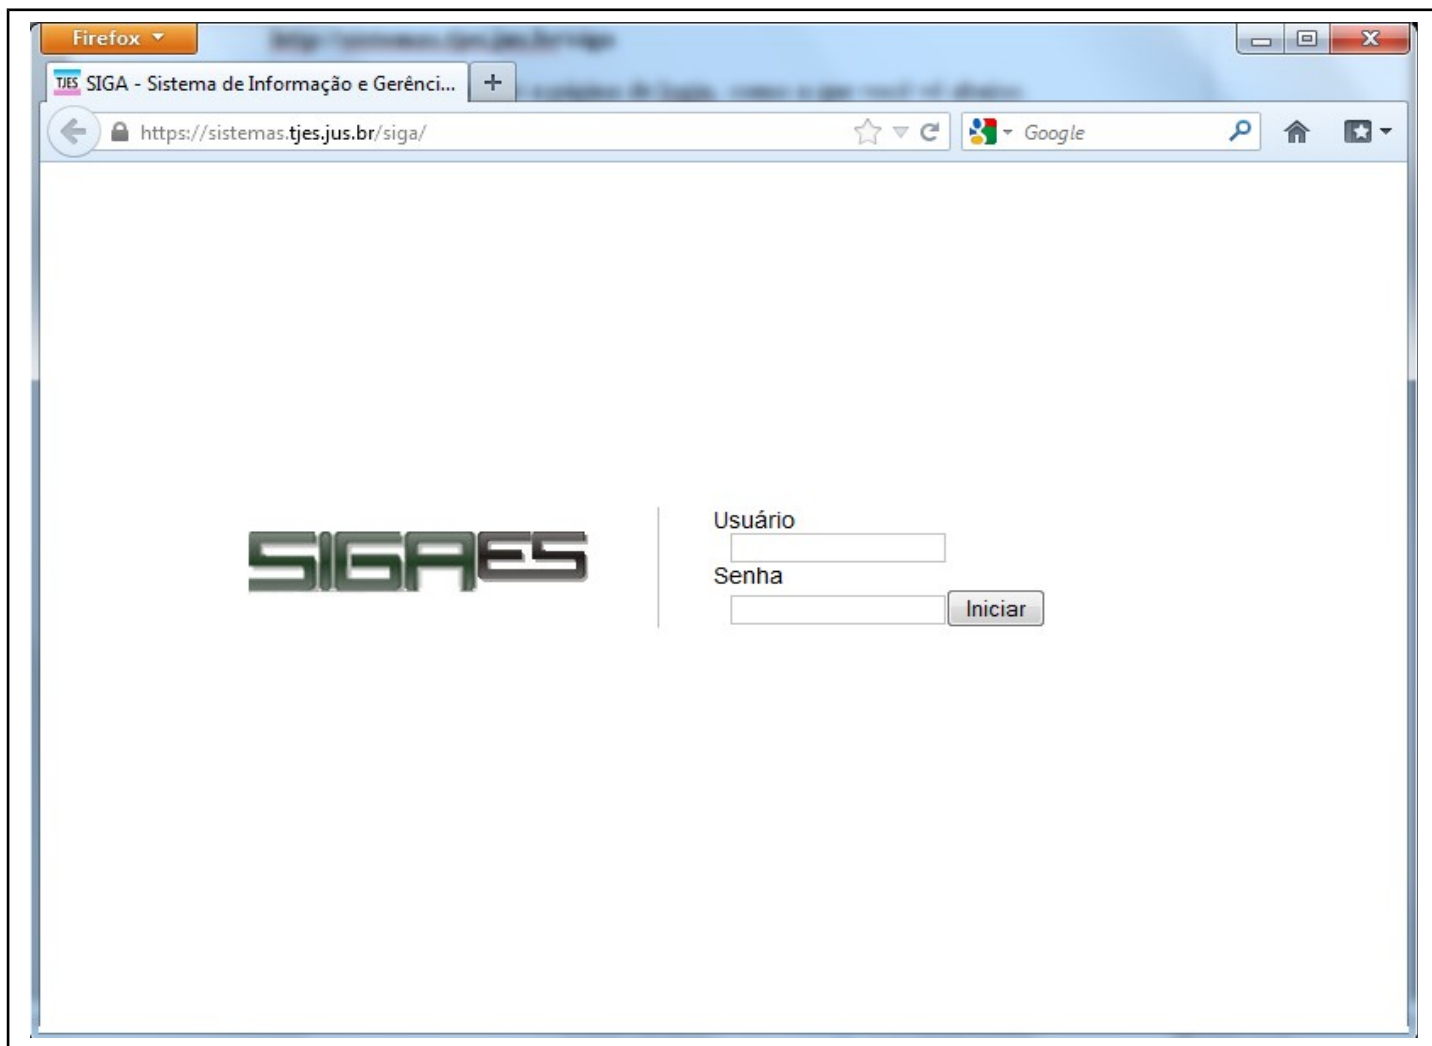 Firefox
SIGA - Sistema de Informação e Gerênci...
https://sistemas.tjes.jus.br/siga/
Google
TJES
SIGAES
Usuário
Senha
Iniciar